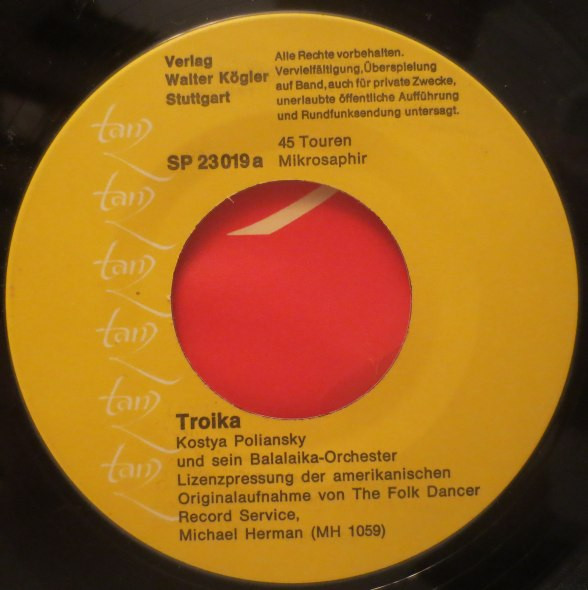 Verlag
Walter Kögler
Stuttgart
Alle Rechte vorbehalten.
Vervielfältigung,Überspielung
auf Band,auch für private Zwecke,
unerlaubte öffentliche Aufführung
und Rundfunksendung untersagt.
SP 23019a
45 Touren
Mikrosaphir
tanz
tanz
tanz
tanz
tanz
tanz
Troika
Kostya Poliansky
und sein Balalaika-Orchester
Lizenzpressung der amerikanischen
Originalaufnahme von The Folk Dancer
Record Service,
Michael Herman (MH 1059)